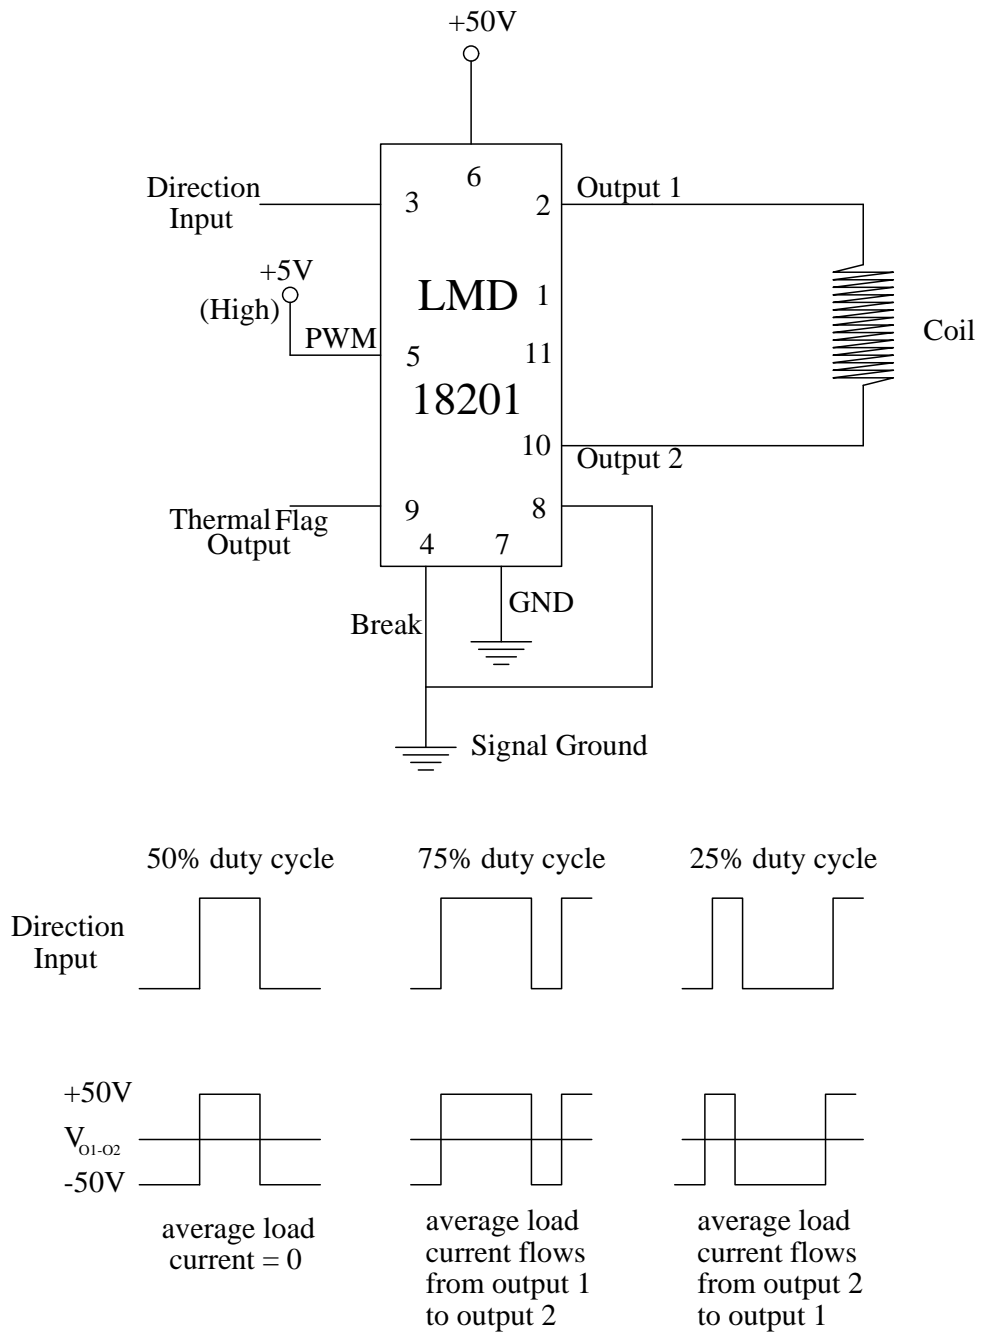 +50V
Direction
Input
3
6
2
Output 1
+5V
(High)
PWM
5
LMD
1
11
18201
Coil
10
Output 2
Thermal Flag
Output
9
8
4
7
Break
GND
Signal Ground
50% duty cycle
75% duty cycle
25% duty cycle
Direction
Input
+50V
VO1-O2
-50V
average load
current = 0
average load
current flows
from output 1
to output 2
average load
current flows
from output 2
to output 1